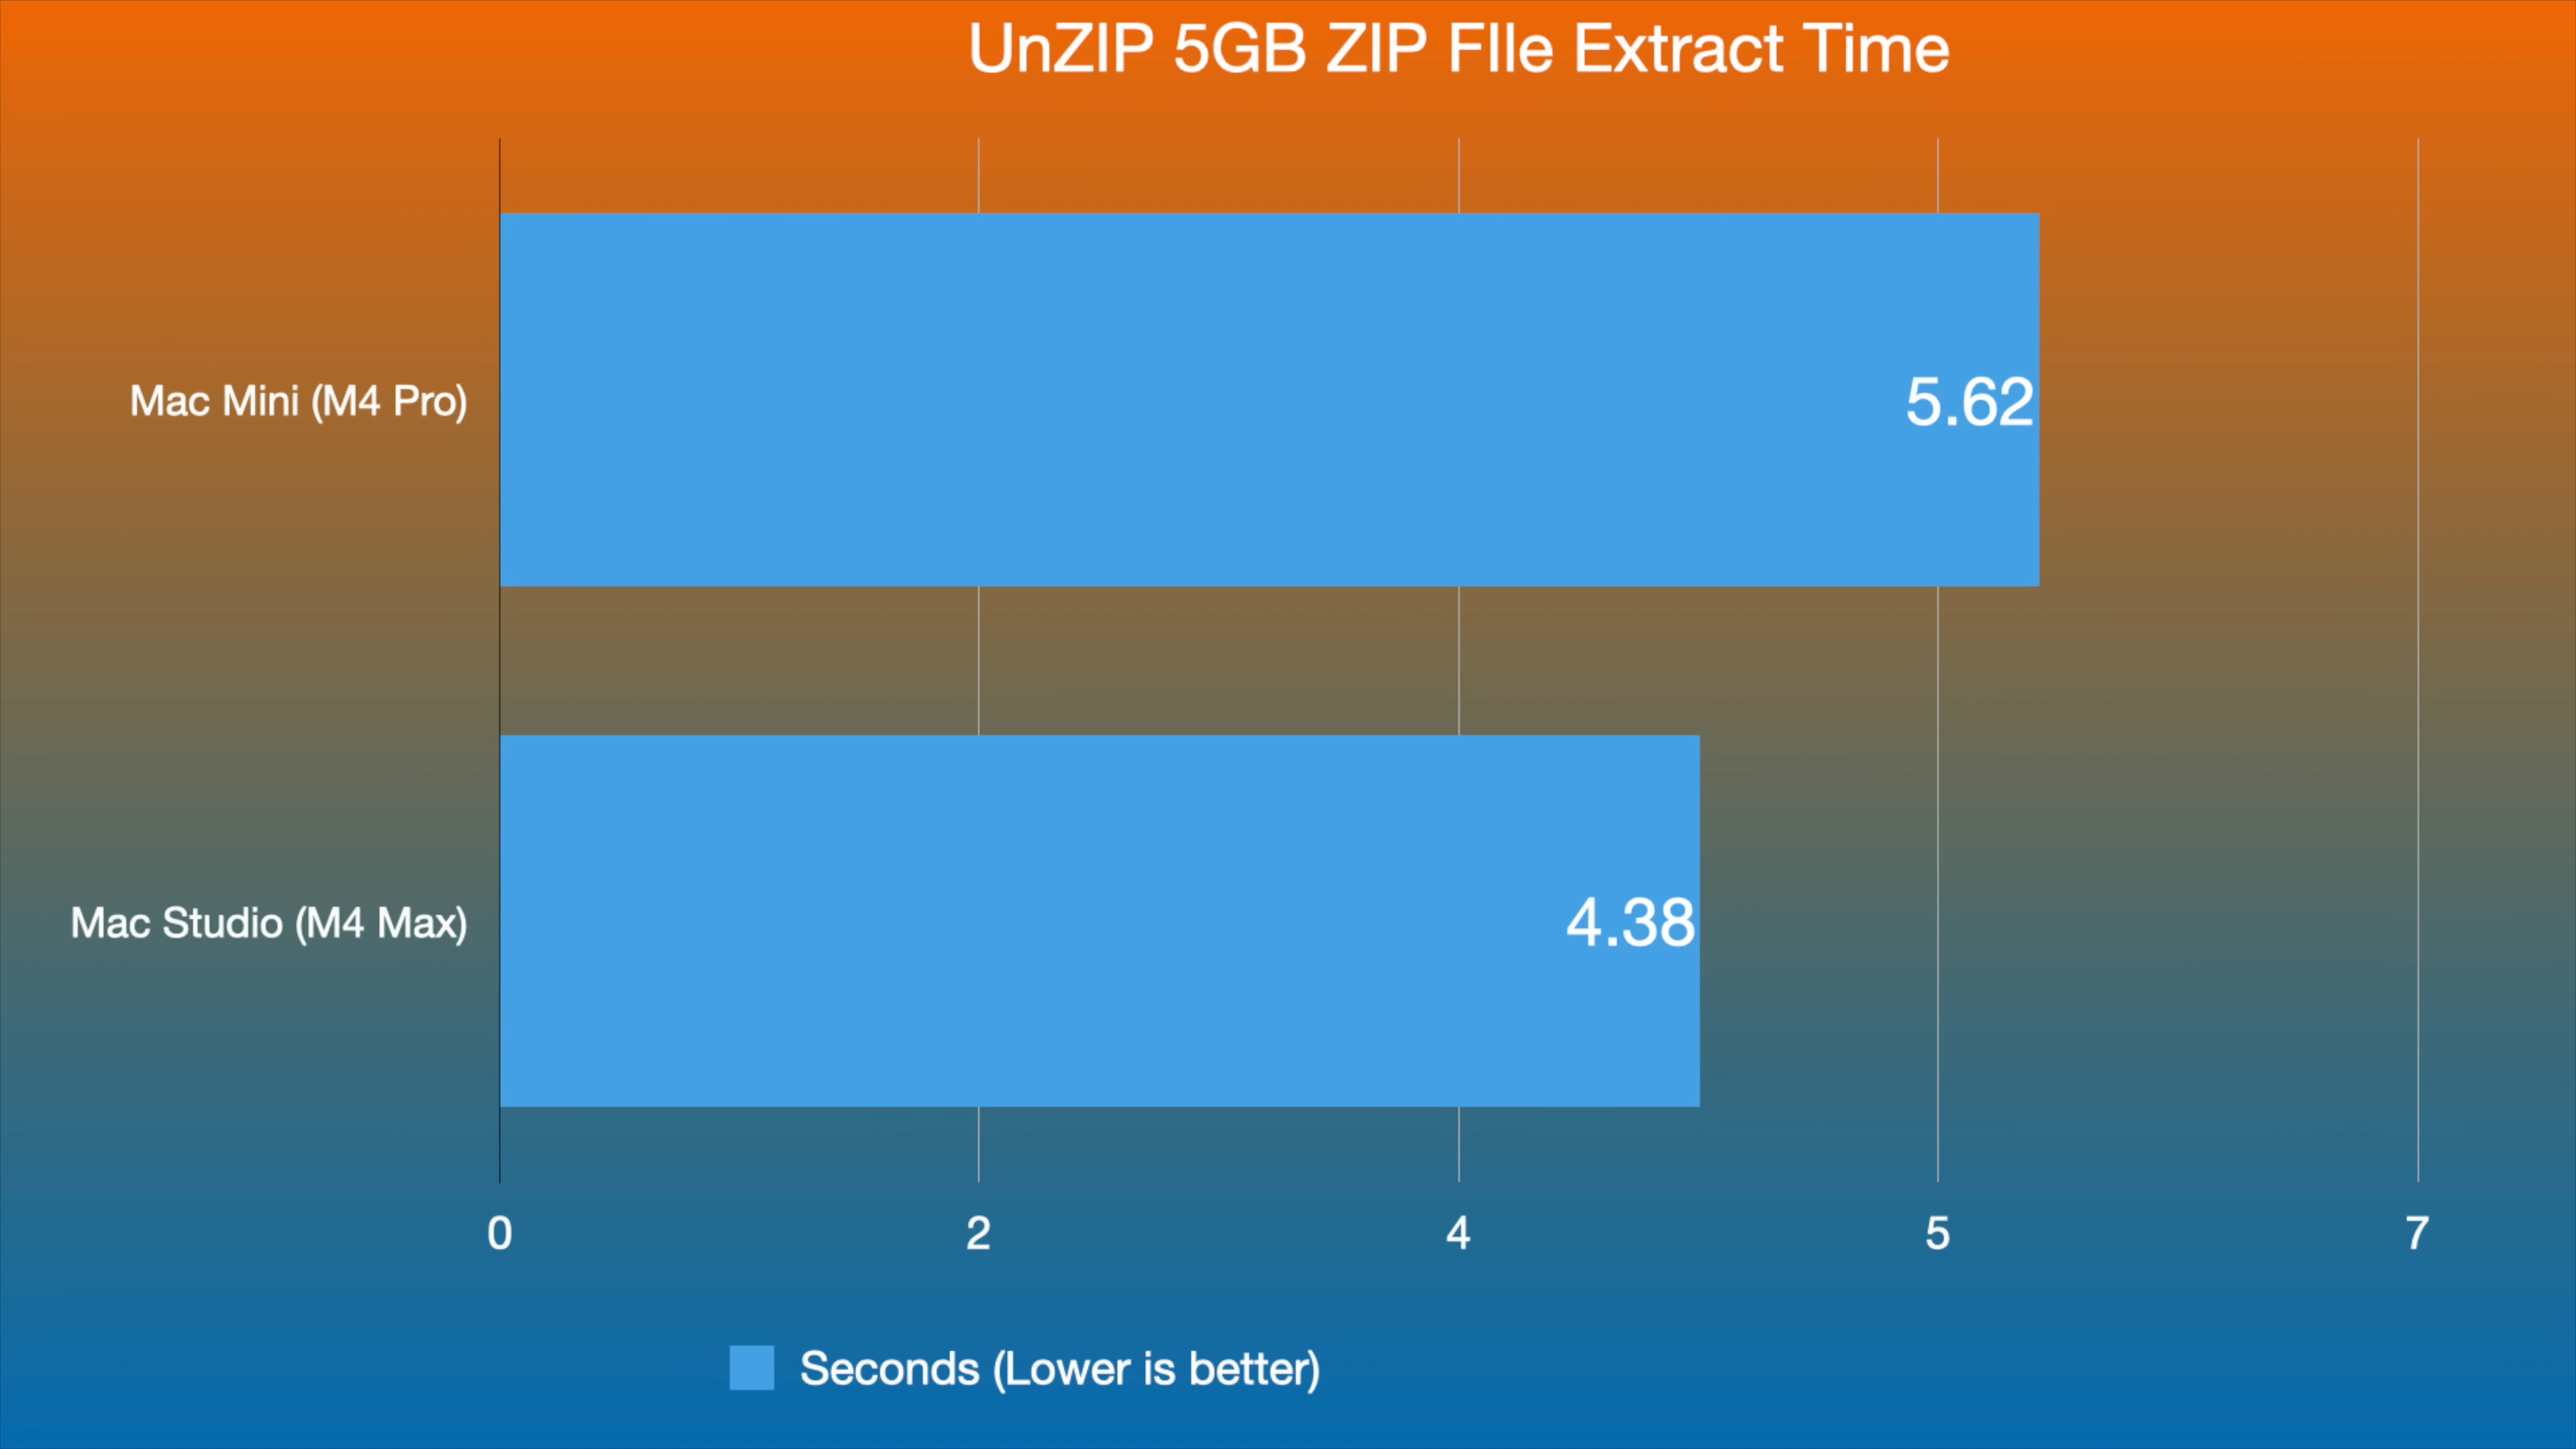 UnZIP 5GB ZIP FIle Extract Time
Mac Mini (M4 Pro)
5.62
Mac Studio (M4 Max)
4.38
0 2 4 5 7
Seconds (Lower is better)